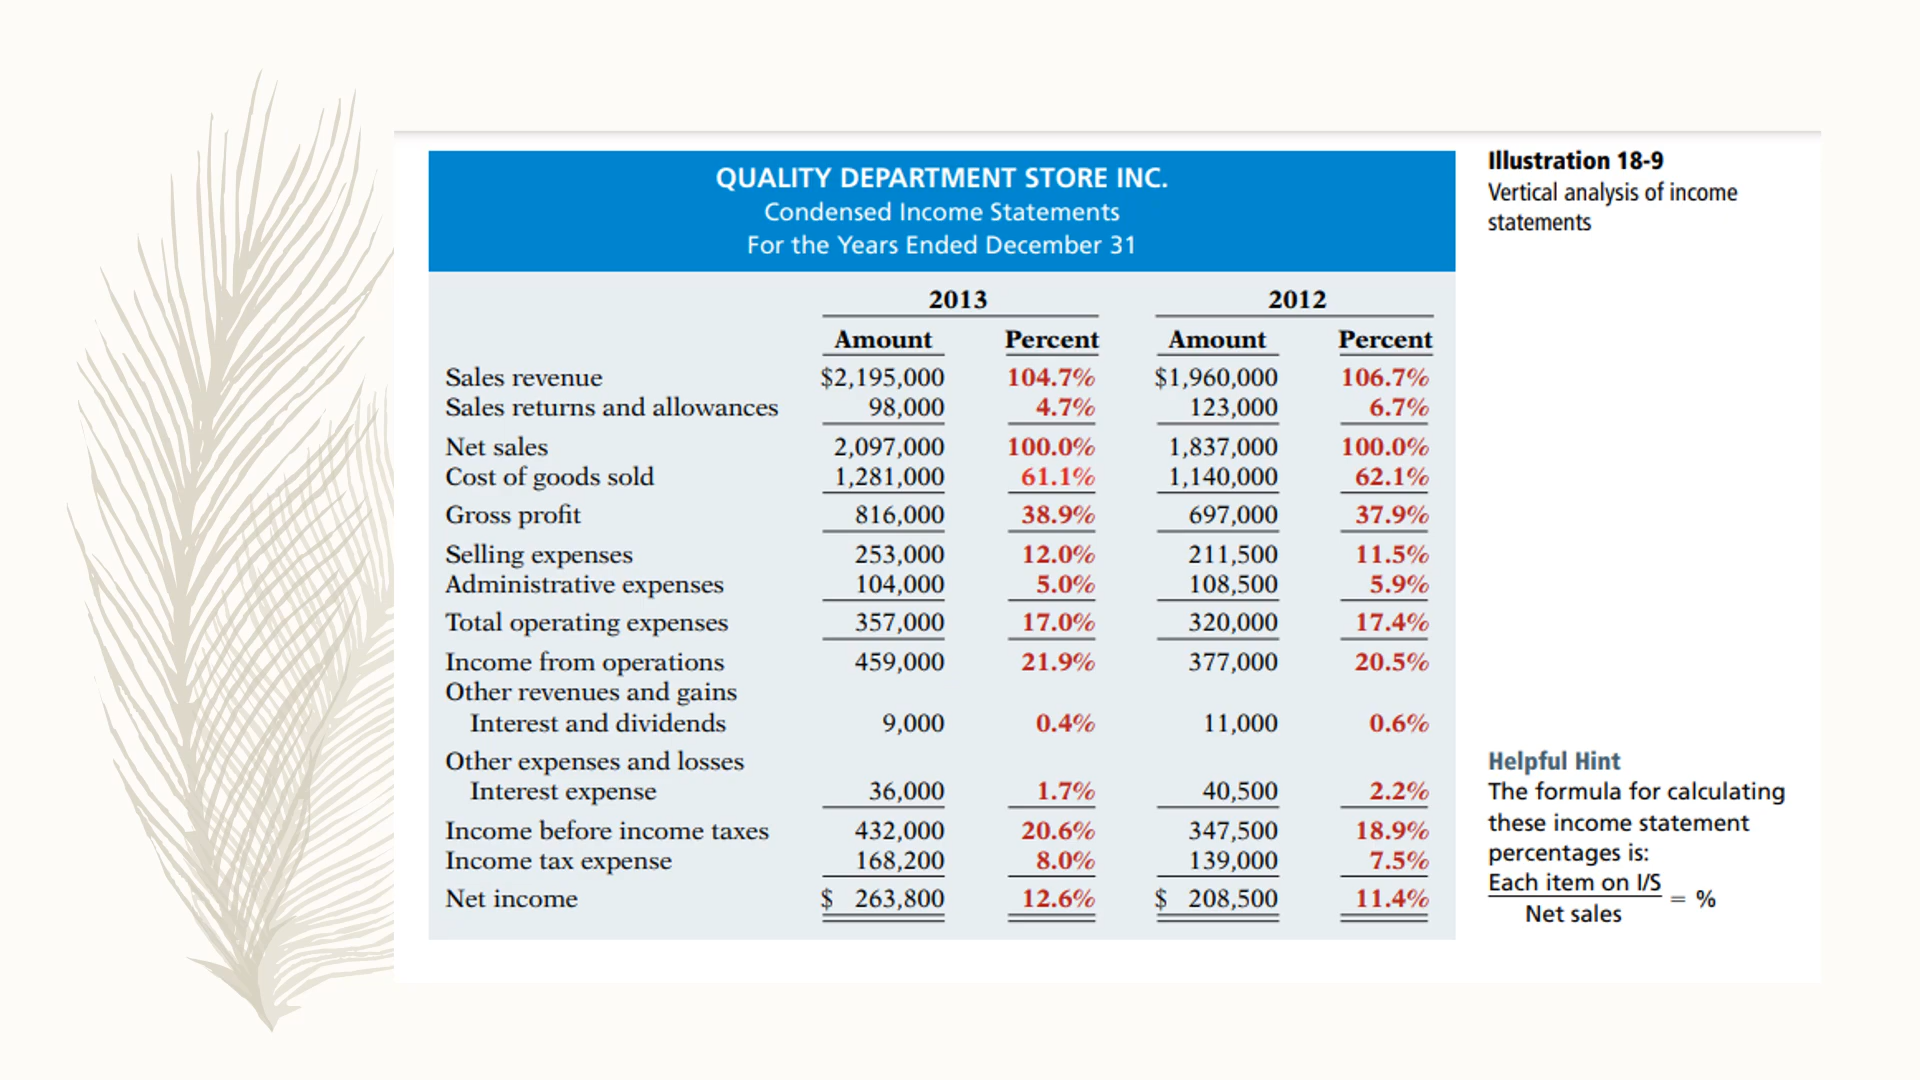 QUALITY DEPARTMENT STORE INC.
Condensed Income Statements
For the Years Ended December 31
2013 2012
Amount Percent Amount Percent
Sales revenue $2,195,000 104.7% $1,960,000 106.7%
Sales returns and allowances 98,000 4.7% 123,000 6.7%
Net sales 2,097,000 100.0% 1,837,000 100.0%
Cost of goods sold 1,281,000 61.1% 1,140,000 62.1%
Gross profit 816,000 38.9% 697,000 37.9%
Selling expenses 253,000 12.0% 211,500 11.5%
Administrative expenses 104,000 5.0% 108,500 5.9%
Total operating expenses 357,000 17.0% 320,000 17.4%
Income from operations 459,000 21.9% 377,000 20.5%
Other revenues and gains
Interest and dividends 9,000 0.4% 11,000 0.6%
Other expenses and losses
Interest expense 36,000 1.7% 40,500 2.2%
Income before income taxes 432,000 20.6% 347,500 18.9%
Income tax expense 168,200 8.0% 139,000 7.5%
Net income $ 263,800 12.6% $ 208,500 11.4%
Illustration 18-9
Vertical analysis of income
statements
Helpful Hint
The formula for calculating
these income statement
percentages is:
Each item on I/S
= %
Net sales